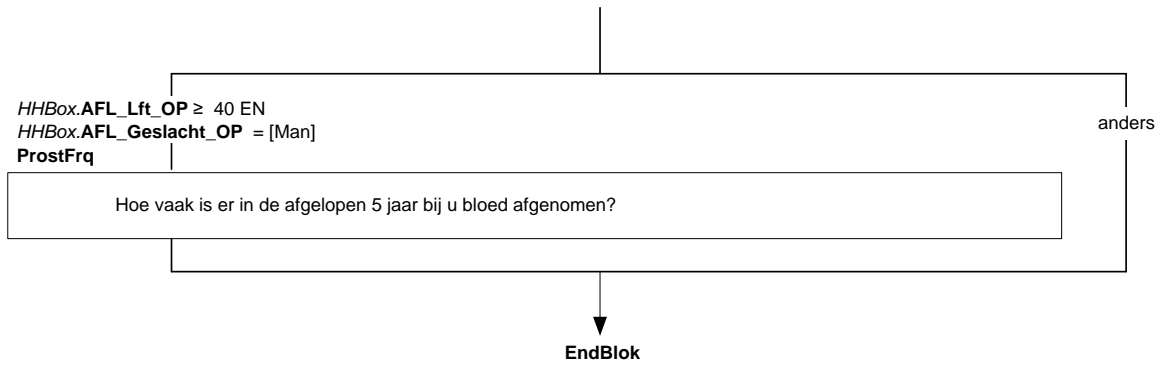 HHBox.AFL_Lft_OP ≥ 40 EN
HHBox.AFL_Geslacht_OP = [Man]
anders
ProstFrq
Hoe vaak is er in de afgelopen 5 jaar bij u bloed afgenomen?
EndBlok